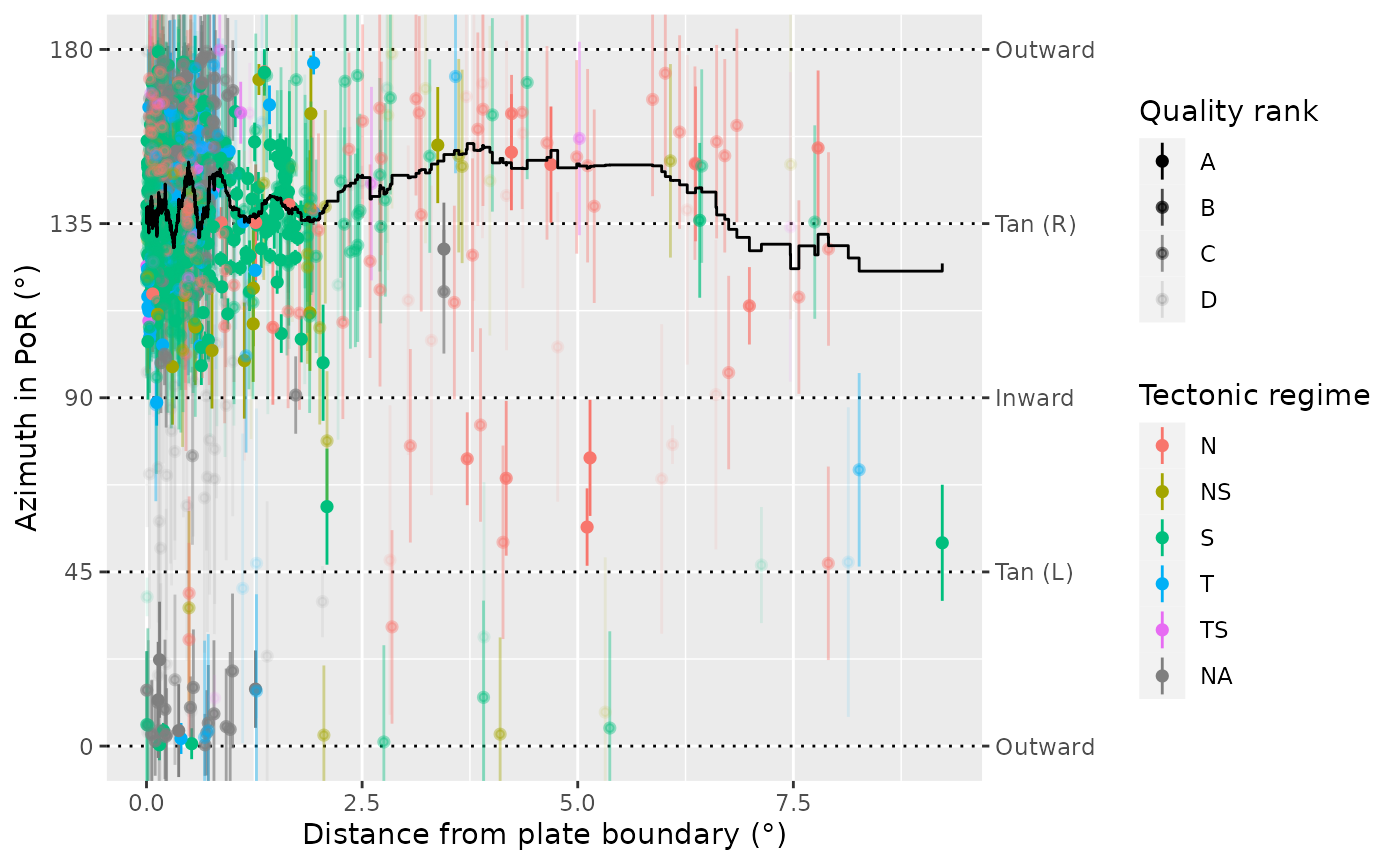 180
135
90
45
0
Azimuth in PoR (°)
Outward
Tan (R)
Inward
Tan (L)
Outward
0.0 2.5 5.0 7.5
Distance from plate boundary (°)
Quality rank
A
B
C
D
Tectonic regime
N
NS
S
T
TS
NA